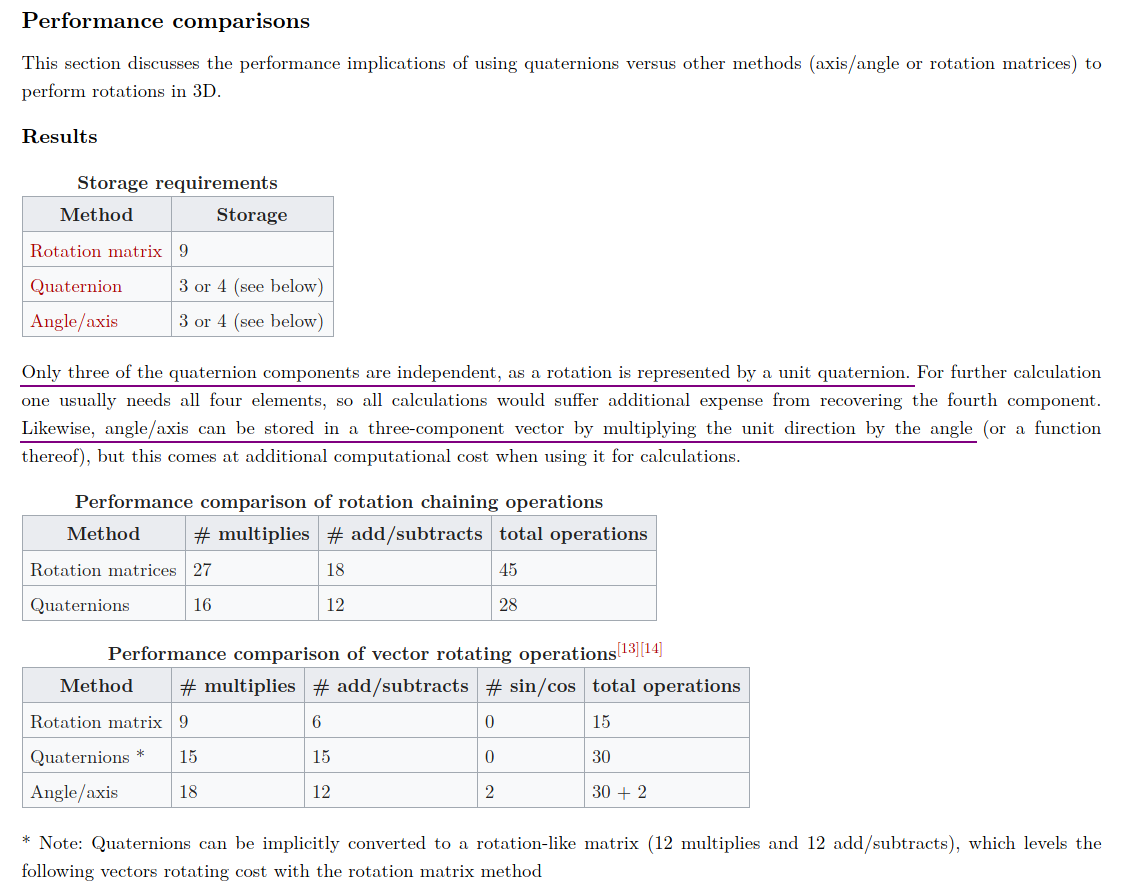 Performance comparisons
This section discusses the performance implications of using quaternions versus other methods (axis/angle or rotation matrices) to
perform rotations in 3D.
Results
Storage requirements
Method Storage
Rotation matrix 9
Quaternion 3 or 4 (see below)
Angle/axis 3 or 4 (see below)
Only three of the quaternion components are independent, as a rotation is represented by a unit quaternion. For further calculation
one usually needs all four elements, so all calculations would suffer additional expense from recovering the fourth component.
Likewise, angle/axis can be stored in a three-component vector by multiplying the unit direction by the angle (or a function
thereof), but this comes at additional computational cost when using it for calculations.
Performance comparison of rotation chaining operations
Method # multiplies # add/subtracts total operations
Rotation matrices 27 18 45
Quaternions 16 12 28
Performance comparison of vector rotating operations[13][14]
Method # multiplies # add/subtracts # sin/cos total operations
Rotation matrix 9 6 0 15
Quaternions * 15 15 0 30
Angle/axis 18 12 2 30 + 2
* Note: Quaternions can be implicitly converted to a rotation-like matrix (12 multiplies and 12 add/subtracts), which levels the
following vectors rotating cost with the rotation matrix method